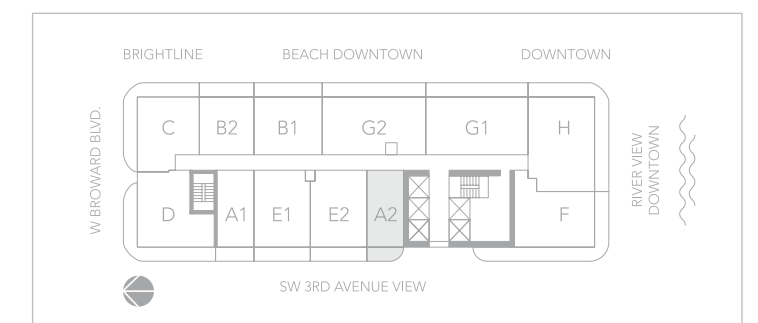 BRIGHTLINE
BEACH DOWNTOWN
DOWNTOWN
W BROWARD BLVD.
C
B2
B1
G2
G1
H
RIVER VIEW
DOWNTOWN
D
A1
E1
E2
A2
F
SW 3RD AVENUE VIEW